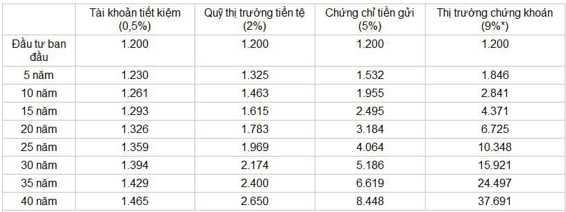 Tài khoản tiết kiệm (0,5%) Quỹ thị trường tiền tệ (2%) Chứng chỉ tiền gửi (5%) Thị trường chứng khoán (9%*)
Đầu tư ban đầu 1.200 1.200 1.200 1.200
5 năm 1.230 1.325 1.532 1.846
10 năm 1.261 1.463 1.955 2.841
15 năm 1.293 1.615 2.495 4.371
20 năm 1.326 1.783 3.184 6.725
25 năm 1.359 1.969 4.064 10.348
30 năm 1.394 2.174 5.186 15.921
35 năm 1.429 2.400 6.619 24.497
40 năm 1.465 2.650 8.448 37.691